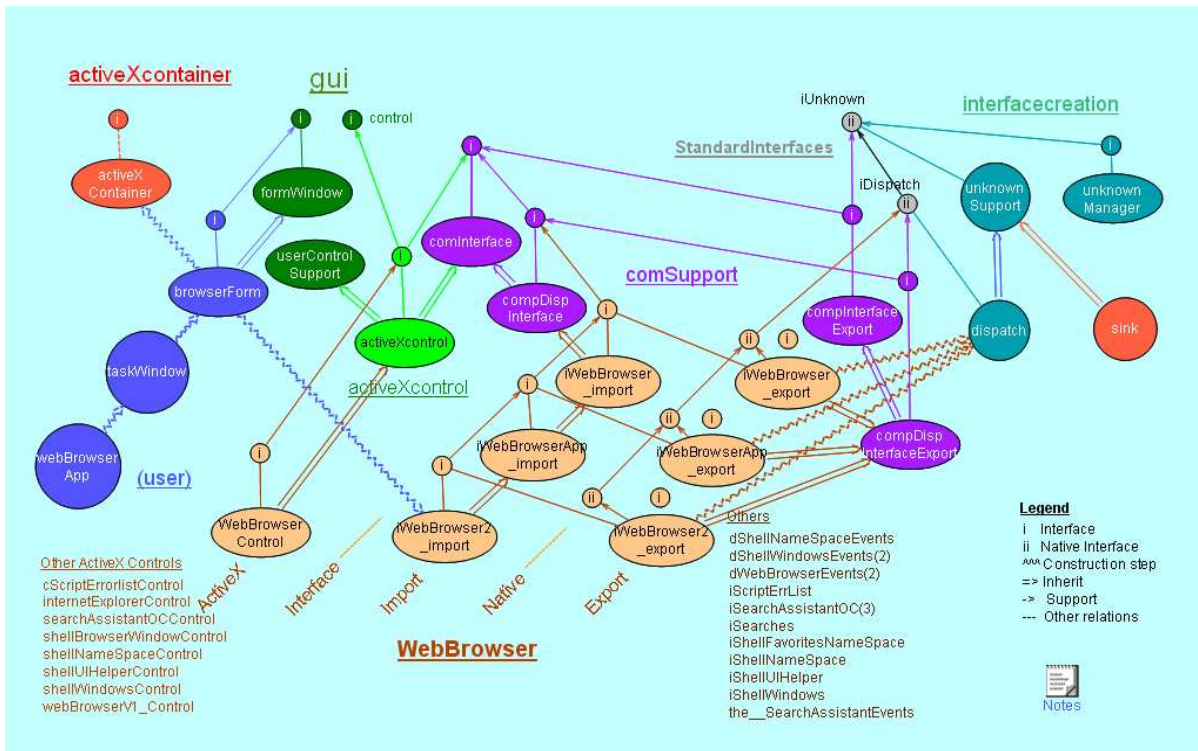 activeXcontainer
gui
i
i
i
control
iUnknown
ii
interfacecreation
i
i
StandardInterfaces
activeX
Container
formWindow
iDispatch
ii
unknown
Support
unknown
Manager
i
i
i
comInterface
userControl
Support
i
i
browserForm
compDisp
Interface
comSupport
compInterface
Export
dispatch
sink
activeXcontrol
activeXcontrol
i
ii
i
taskWindow
iWebBrowser
_import
i
iWebBrowser
_export
i
ii
i
webBrowser
App
(user)
iWebBrowserApp
_import
iWebBrowserApp
_export
compDisp
InterfaceExport
i
i
ii
i
WebBrowser
Control
iWebBrowser2
_import
iWebBrowser2
_export
ActiveX
Interface
Import
Native
Export
WebBrowser
Other ActiveX Controls
cScriptErrorlistControl
internetExplorerControl
searchAssistantOCControl
shellBrowserWindowControl
shellNameSpaceControl
shellUIHelperControl
shellWindowsControl
webBrowserV1_Control
Others
dShellNameSpaceEvents
dShellWindowsEvents(2)
dWebBrowserEvents(2)
iScriptErrList
iSearchAssistantOC(3)
iSearches
iShellFavoritesNameSpace
iShellNameSpace
iShellUIHelper
iShellWindows
the__SearchAssistantEvents
Legend
i Interface
ii Native Interface
^^^ Construction step
=> Inherit
-> Support
--- Other relations
Notes